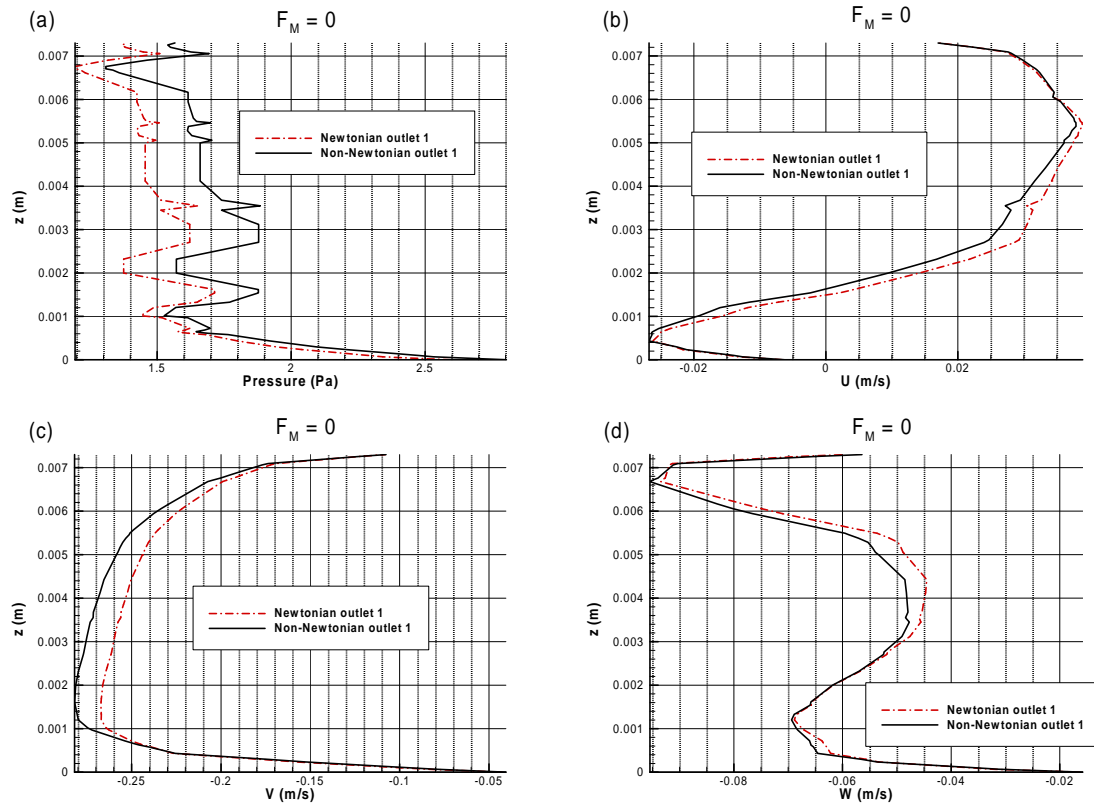 (a)
F_M = 0
0.007
0.006
0.005
0.004
0.003
0.002
0.001
0
z (m)
Newtonian outlet 1
Non-Newtonian outlet 1
1.5
2
2.5
Pressure (Pa)
(b)
F_M = 0
0.007
0.006
0.005
0.004
0.003
0.002
0.001
0
z (m)
Newtonian outlet 1
Non-Newtonian outlet 1
-0.02
0
0.02
U (m/s)
(c)
F_M = 0
0.007
0.006
0.005
0.004
0.003
0.002
0.001
0
z (m)
Newtonian outlet 1
Non-Newtonian outlet 1
-0.25
-0.2
-0.15
-0.1
-0.05
V (m/s)
(d)
F_M = 0
0.007
0.006
0.005
0.004
0.003
0.002
0.001
0
z (m)
Newtonian outlet 1
Non-Newtonian outlet 1
-0.08
-0.06
-0.04
-0.02
W (m/s)